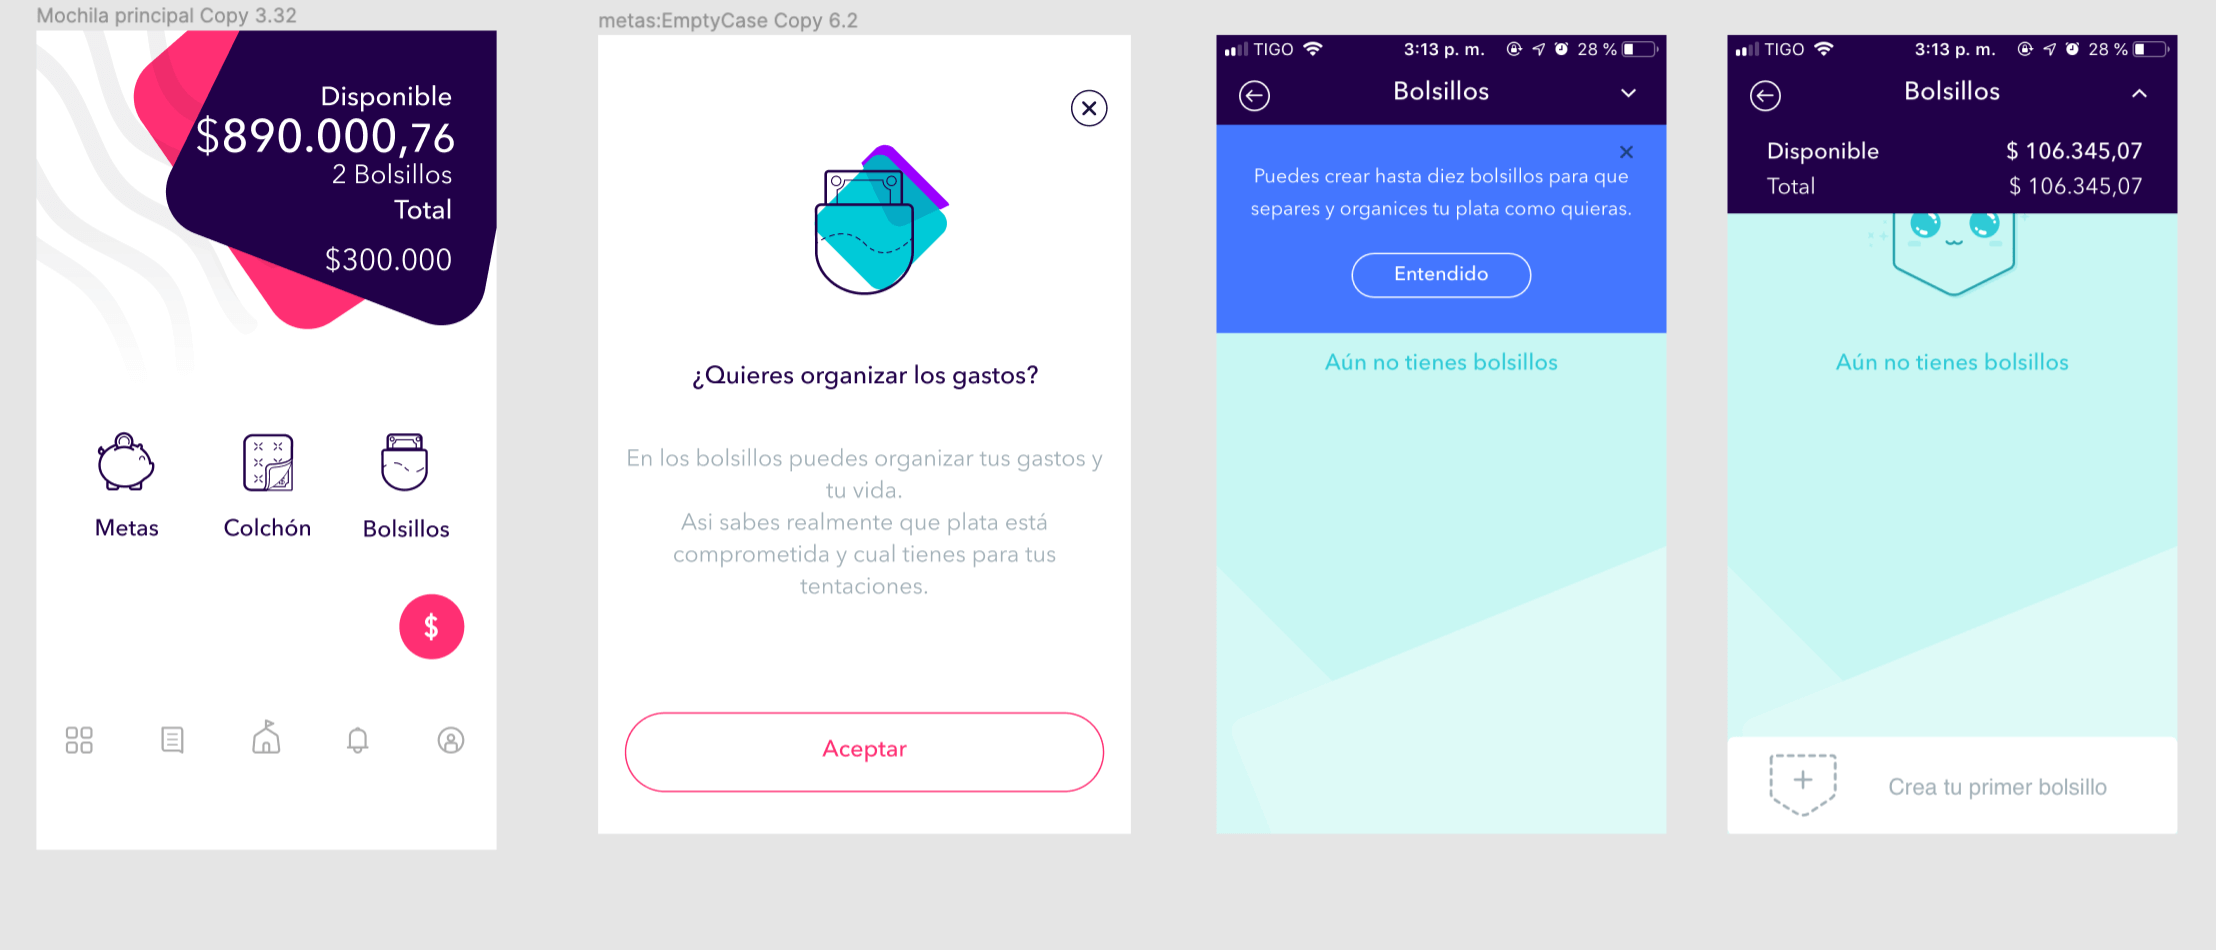 Mochila principal Copy 3.32
Disponible
$890.000,76
2 Bolsillos
Total
$300.000
Metas
Colchón
Bolsillos
$
metas:EmptyCase Copy 6.2
¿Quieres organizar los gastos?
En los bolsillos puedes organizar tus gastos y
tu vida.
Asi sabes realmente que plata está
comprometida y cual tienes para tus
tentaciones.
Aceptar
TIGO 3:13 p. m. 28 %
Bolsillos
Puedes crear hasta diez bolsillos para que
separes y organices tu plata como quieras.
Entendido
Aún no tienes bolsillos
TIGO 3:13 p. m. 28 %
Bolsillos
Disponible $ 106.345,07
Total $ 106.345,07
Aún no tienes bolsillos
Crea tu primer bolsillo